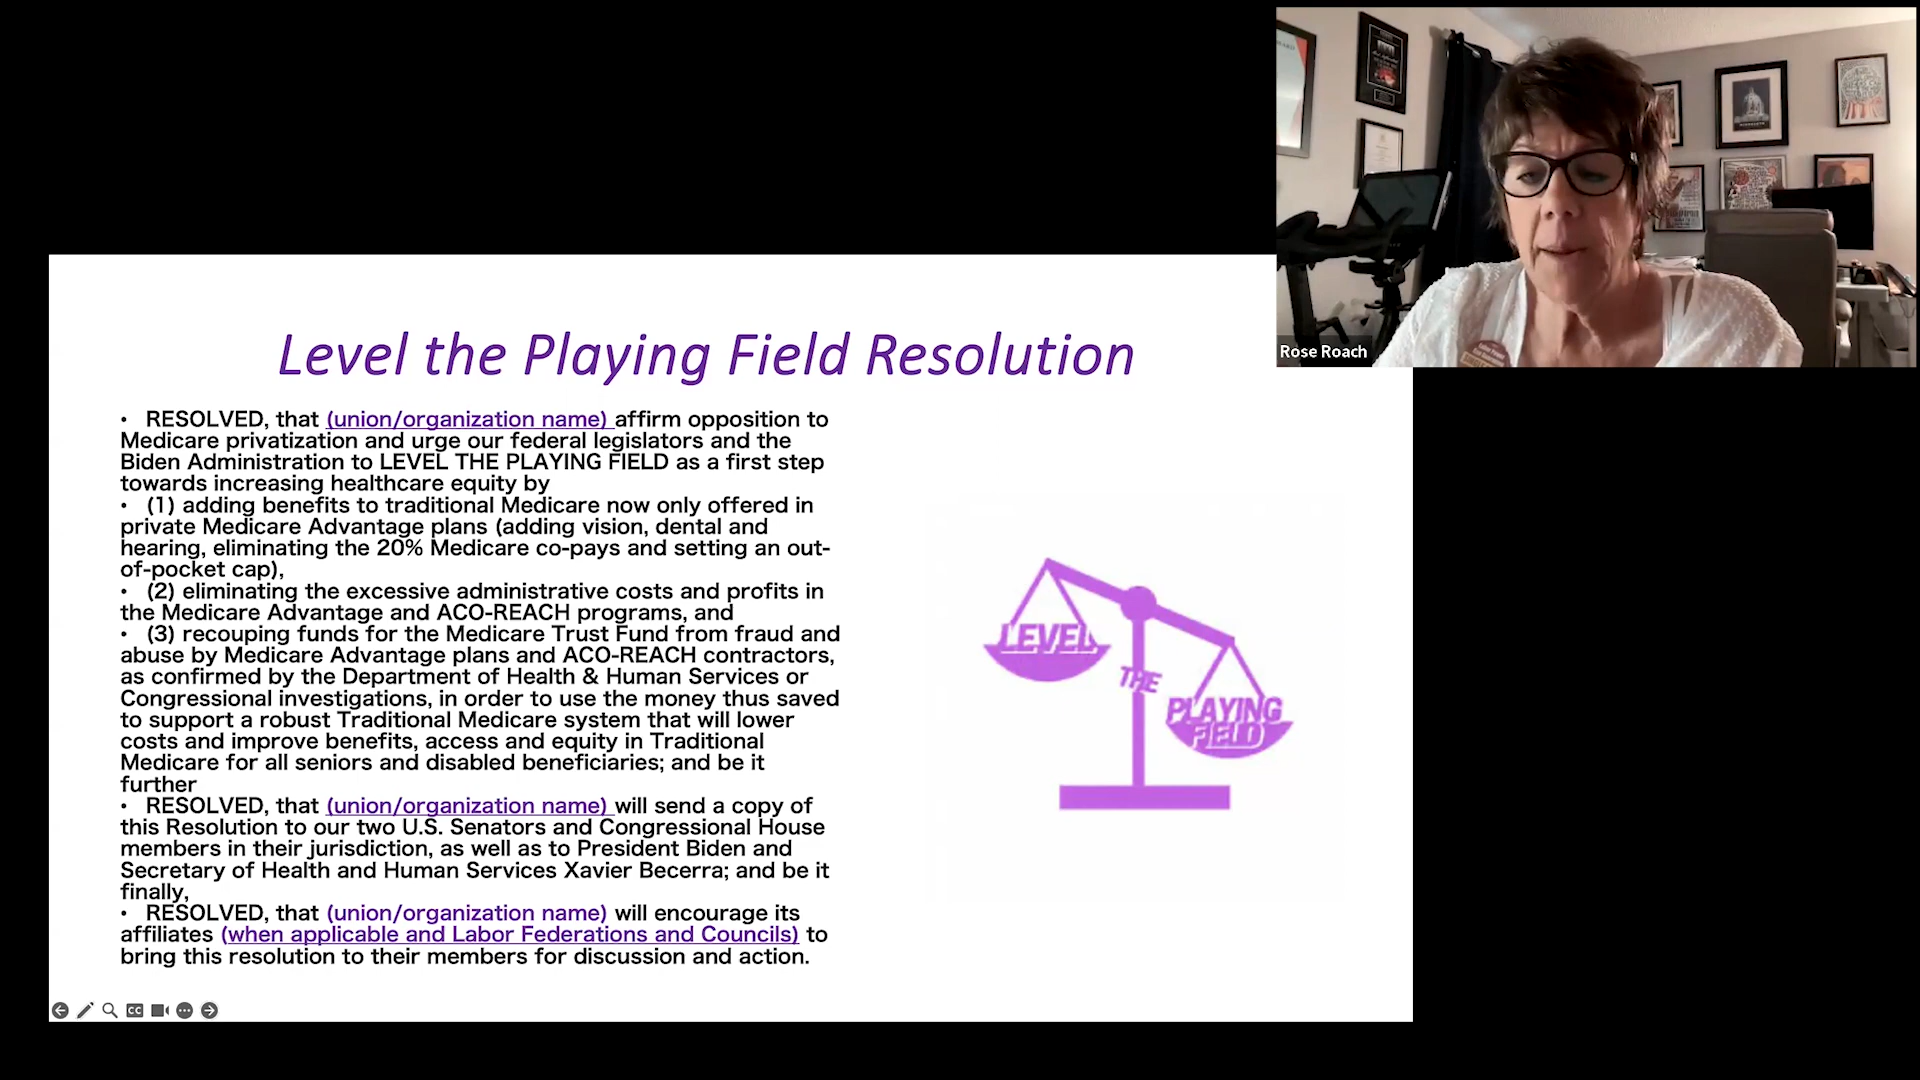 Rose Roach
Level the Playing Field Resolution
• RESOLVED, that (union/organization name) affirm opposition to
Medicare privatization and urge our federal legislators and the
Biden Administration to LEVEL THE PLAYING FIELD as a first step
towards increasing healthcare equity by
• (1) adding benefits to traditional Medicare now only offered in
private Medicare Advantage plans (adding vision, dental and
hearing, eliminating the 20% Medicare co-pays and setting an out-
of-pocket cap),
• (2) eliminating the excessive administrative costs and profits in
the Medicare Advantage and ACO-REACH programs, and
• (3) recouping funds for the Medicare Trust Fund from fraud and
abuse by Medicare Advantage plans and ACO-REACH contractors,
as confirmed by the Department of Health & Human Services or
Congressional investigations, in order to use the money thus saved
to support a robust Traditional Medicare system that will lower
costs and improve benefits, access and equity in Traditional
Medicare for all seniors and disabled beneficiaries; and be it
further
• RESOLVED, that (union/organization name) will send a copy of
this Resolution to our two U.S. Senators and Congressional House
members in their jurisdiction, as well as to President Biden and
Secretary of Health and Human Services Xavier Becerra; and be it
finally,
• RESOLVED, that (union/organization name) will encourage its
affiliates (when applicable and Labor Federations and Councils) to
bring this resolution to their members for discussion and action.
LEVEL
THE
PLAYING
FIELD
CC